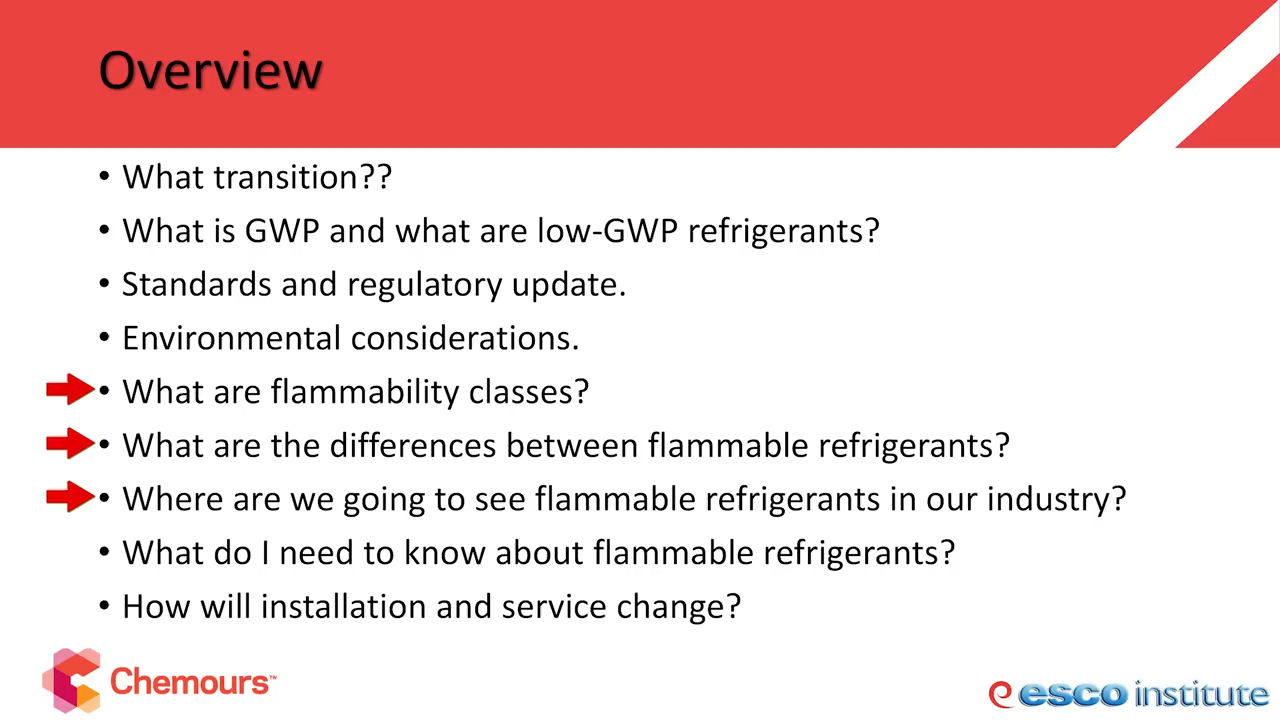 Overview
• What transition??
• What is GWP and what are low-GWP refrigerants?
• Standards and regulatory update.
• Environmental considerations.
• What are flammability classes?
• What are the differences between flammable refrigerants?
• Where are we going to see flammable refrigerants in our industry?
• What do I need to know about flammable refrigerants?
• How will installation and service change?
Chemours™
esco institute